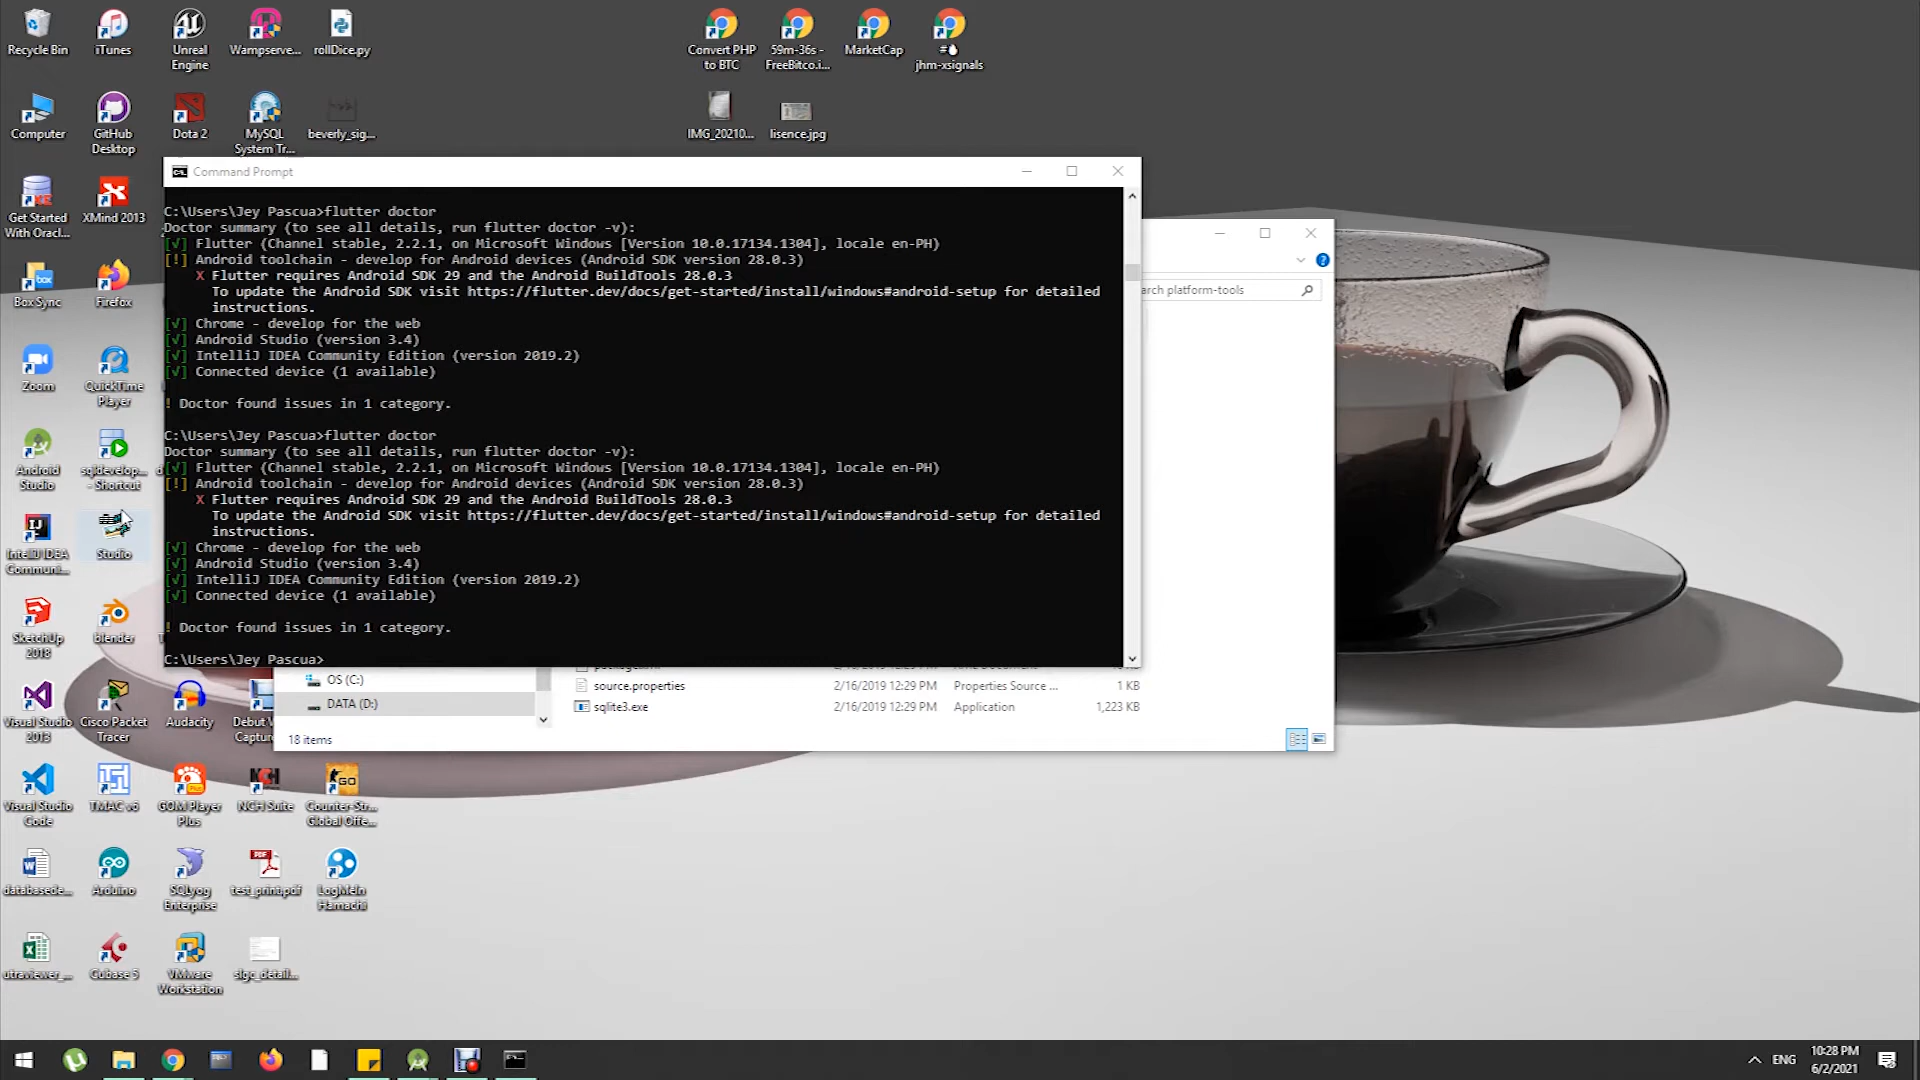 Recycle Bin
iTunes
Unreal
Engine
Wampserve...
rollDice.py
Convert PHP
to BTC
59m-36s -
FreeBitco.i...
MarketCap
#
jhm-xsignals
Computer
GitHub
Desktop
Dota 2
MySQL
System Tr...
beverly_sig...
IMG_20210...
lisence.jpg
Command Prompt
C:\Users\Jey Pascua>flutter doctor
Doctor summary (to see all details, run flutter doctor -v):
[√] Flutter (Channel stable, 2.2.1, on Microsoft Windows [Version 10.0.17134.1304], locale en-PH)
[!] Android toolchain - develop for Android devices (Android SDK version 28.0.3)
X Flutter requires Android SDK 29 and the Android BuildTools 28.0.3
To update the Android SDK visit https://flutter.dev/docs/get-started/install/windows#android-setup for detailed
instructions.
[√] Chrome - develop for the web
[√] Android Studio (version 3.4)
[√] IntelliJ IDEA Community Edition (version 2019.2)
[√] Connected device (1 available)
! Doctor found issues in 1 category.
C:\Users\Jey Pascua>flutter doctor
Doctor summary (to see all details, run flutter doctor -v):
[√] Flutter (Channel stable, 2.2.1, on Microsoft Windows [Version 10.0.17134.1304], locale en-PH)
[!] Android toolchain - develop for Android devices (Android SDK version 28.0.3)
X Flutter requires Android SDK 29 and the Android BuildTools 28.0.3
To update the Android SDK visit https://flutter.dev/docs/get-started/install/windows#android-setup for detailed
instructions.
[√] Chrome - develop for the web
[√] Android Studio (version 3.4)
[√] IntelliJ IDEA Community Edition (version 2019.2)
[√] Connected device (1 available)
! Doctor found issues in 1 category.
C:\Users\Jey Pascua>
arch platform-tools
Get Started
With Oracl...
XMind 2013
Box Sync
Firefox
Zoom
QuickTime
Player
Android
Studio
sqldevelop...
- Shortcut
IntelliJ IDEA
Communi...
Studio
SketchUp
2018
blender
OS (C:)
DATA (D:)
source.properties 2/16/2019 12:29 PM Properties Source ... 1 KB
sqlite3.exe 2/16/2019 12:29 PM Application 1,223 KB
18 items
Visual Studio
2013
Cisco Packet
Tracer
Audacity
Debut V
Captur
Visual Studio
Code
TMAC v6
GOM Player
Plus
NCH Suite
Counter-Str...
Global Offe...
databasede...
Arduino
SQLyog
Enterprise
test_print.pdf
LogMeIn
Hamachi
utraviewer_...
Cubase 5
VMware
Workstation
slgc_detail...
ENG
10:28 PM
6/2/2021